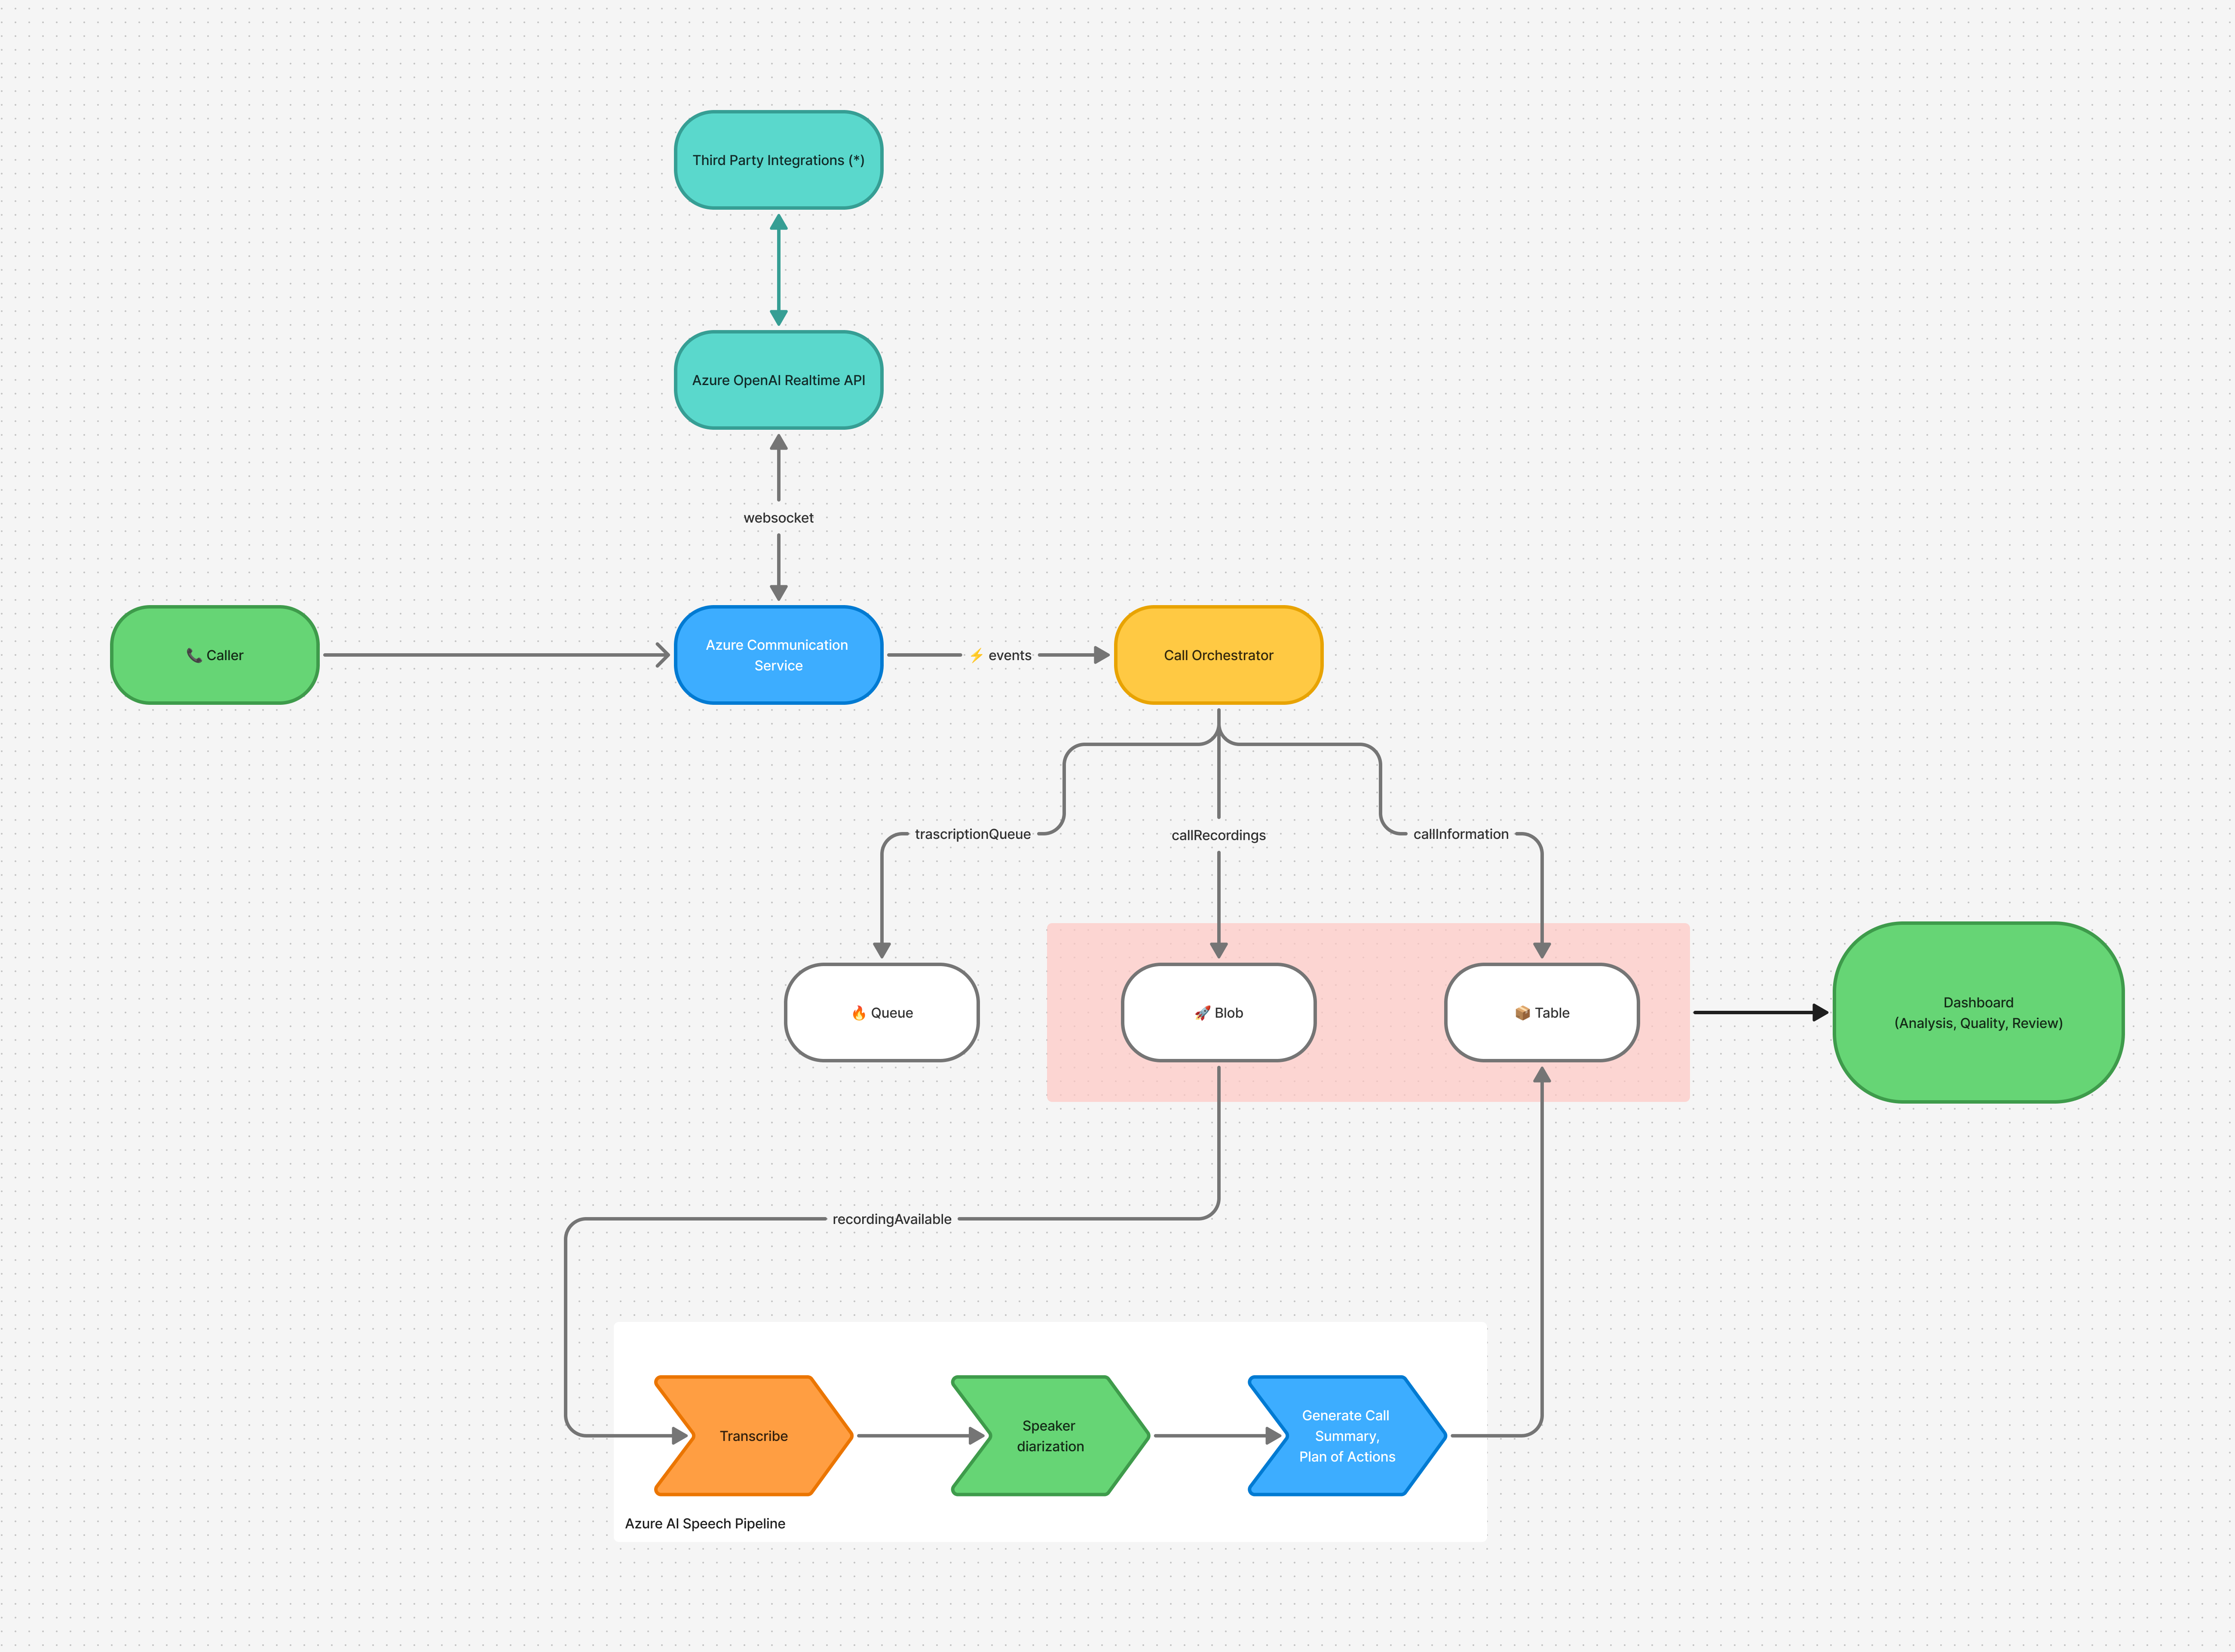 Third Party Integrations (*)
Azure OpenAI Realtime API
websocket
📞 Caller
Azure Communication
Service
⚡ events
Call Orchestrator
trascriptionQueue
callRecordings
callInformation
🔥 Queue
🚀 Blob
📦 Table
Dashboard
(Analysis, Quality, Review)
recordingAvailable
Transcribe
Speaker
diarization
Generate Call
Summary,
Plan of Actions
Azure AI Speech Pipeline